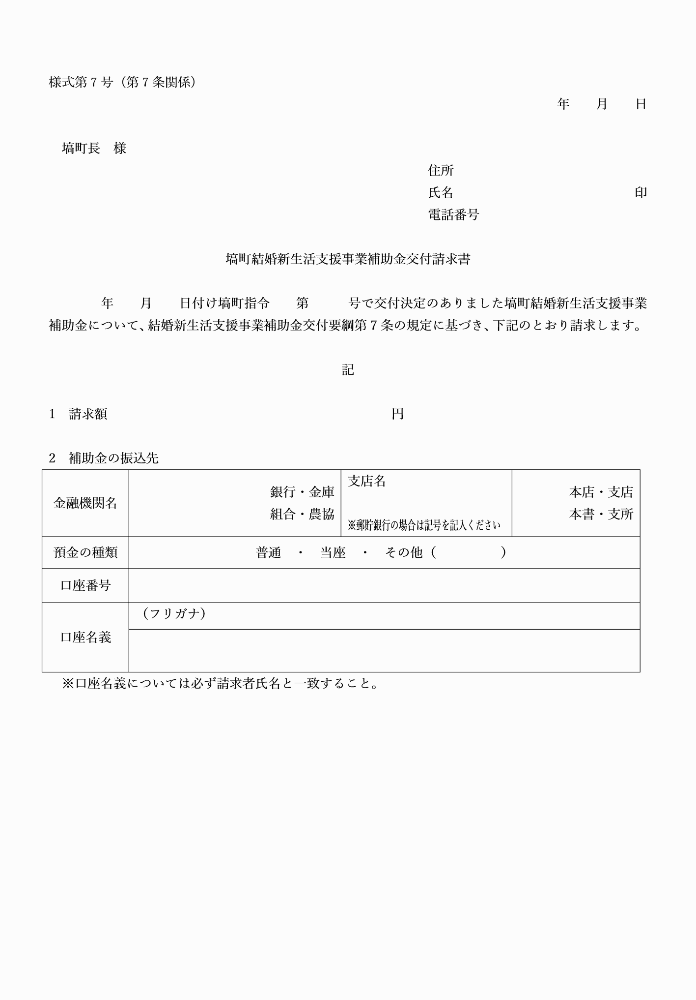 様式第７号（第７条関係）
年　　月　　日
塙町長　様
住所
氏名　　　　　　　　　　　　　　印
電話番号
塙町結婚新生活支援事業補助金交付請求書
年　　月　　日付け塙町指令　　第　　　号で交付決定のありました塙町結婚新生活支援事業
補助金について、結婚新生活支援事業補助金交付要綱第７条の規定に基づき、下記のとおり請求します。
記
１　請求額　　　　　　　　　　　　　　　　　　　　　　円
２　補助金の振込先
金融機関名
銀行・金庫
組合・農協
支店名
※郵貯銀行の場合は記号を記入ください
本店・支店
本書・支所
預金の種類
普通　・　当座　・　その他（　　　　　）
口座番号
口座名義
（フリガナ）
※口座名義については必ず請求者氏名と一致すること。